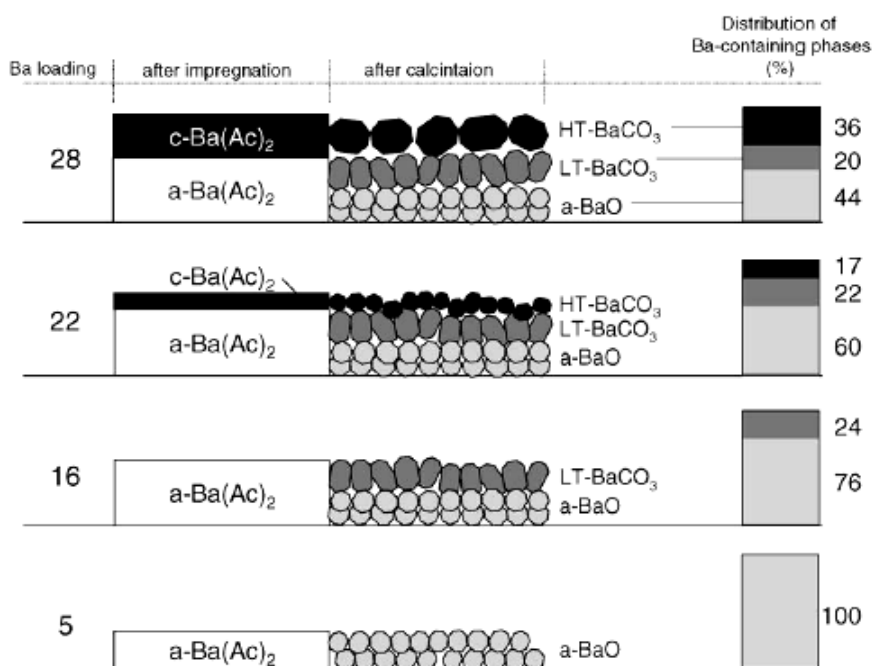 Distribution of
Ba-containing phases
(%)
Ba loading after impregnation after calcintaion
28 c-Ba(Ac)₂ a-Ba(Ac)₂ HT-BaCO₃ LT-BaCO₃ a-BaO 36 20 44
22 c-Ba(Ac)₂ a-Ba(Ac)₂ HT-BaCO₃ LT-BaCO₃ a-BaO 17 22 60
16 a-Ba(Ac)₂ LT-BaCO₃ a-BaO 24 76
5 a-Ba(Ac)₂ a-BaO 100